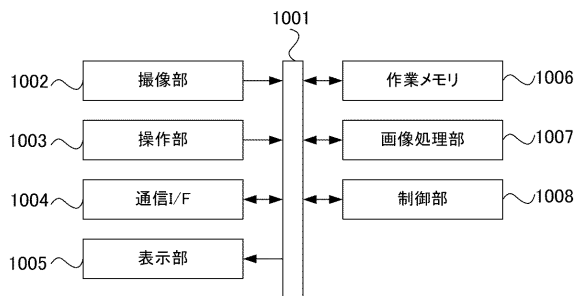 1001
1002 撮像部
作業メモリ 1006
1003 操作部
画像処理部 1007
1004 通信I/F
制御部 1008
1005 表示部